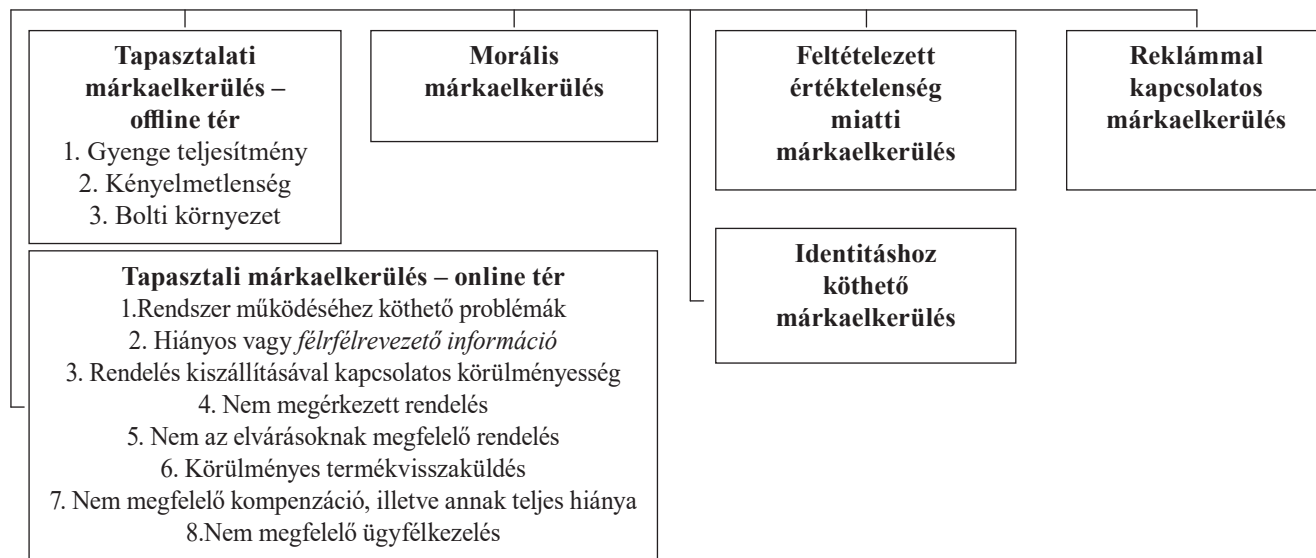 Tapasztalati
márkaelkerülés –
offline tér
1. Gyenge teljesítmény
2. Kényelmetlenség
3. Bolti környezet
Morális
márkaelkerülés
Feltételezett
értéktelenség
miatti
márkaelkerülés
Reklámmal
kapcsolatos
márkaelkerülés
Identitáshoz
köthető
márkaelkerülés
Tapasztali márkaelkerülés – online tér
1.Rendszer működéséhez köthető problémák
2. Hiányos vagy félrfélrevezető információ
3. Rendelés kiszállításával kapcsolatos körülményesség
4. Nem megérkezett rendelés
5. Nem az elvárásoknak megfelelő rendelés
6. Körülményes termékvisszaküldés
7. Nem megfelelő kompenzáció, illetve annak teljes hiánya
8.Nem megfelelő ügyfélkezelés